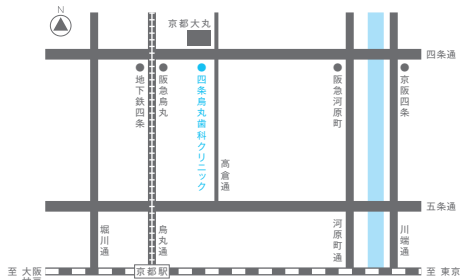 N
京都大丸
四条通
地下鉄四条
阪急烏丸
四条烏丸歯科クリニック
阪急河原町
京阪四条
高倉通
五条通
堀川通
烏丸通
河原町通
川端通
至 大阪
京都駅
至 東京